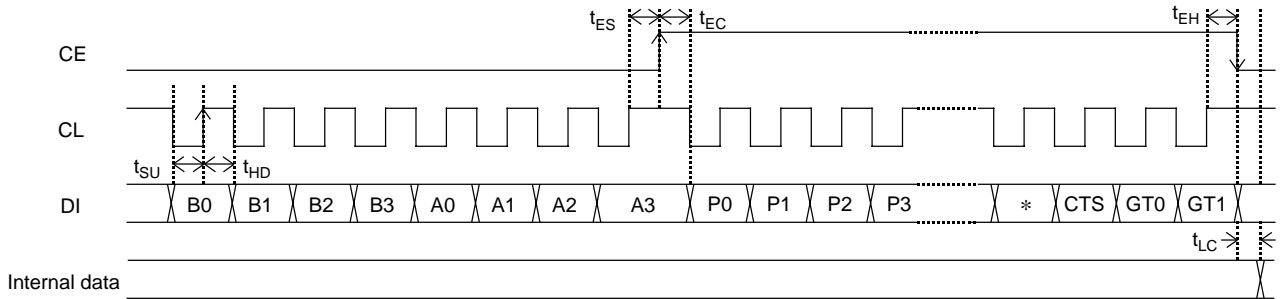 tES tEC tEH
CE
CL
tSU tHD
DI B0 B1 B2 B3 A0 A1 A2 A3 P0 P1 P2 P3 * CTS GT0 GT1
tLC
Internal data